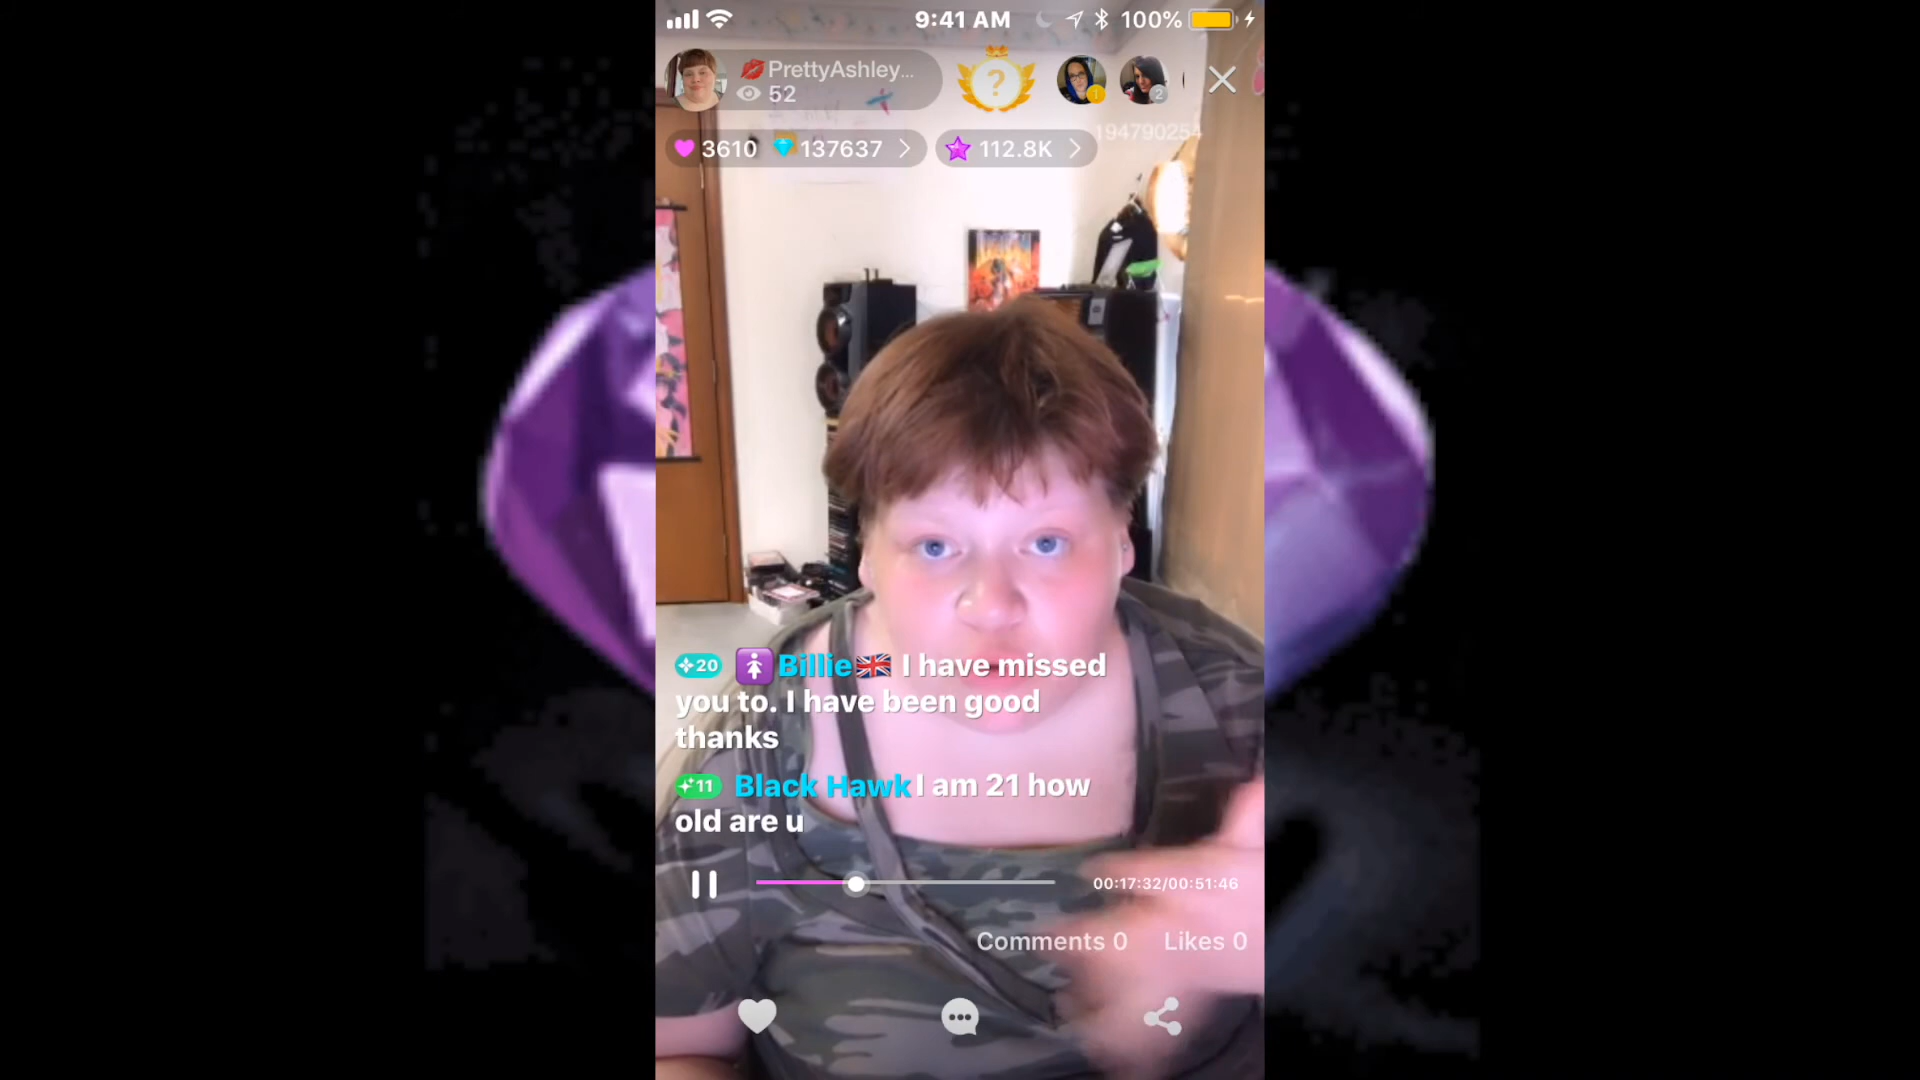 9:41 AM 100%
💋PrettyAshley...
52
?
1 2
3610 137637 112.8K
194790254
20 Billie🇬🇧 I have missed
you to. I have been good
thanks
11 Black Hawk I am 21 how
old are u
00:17:32/00:51:46
Comments 0 Likes 0